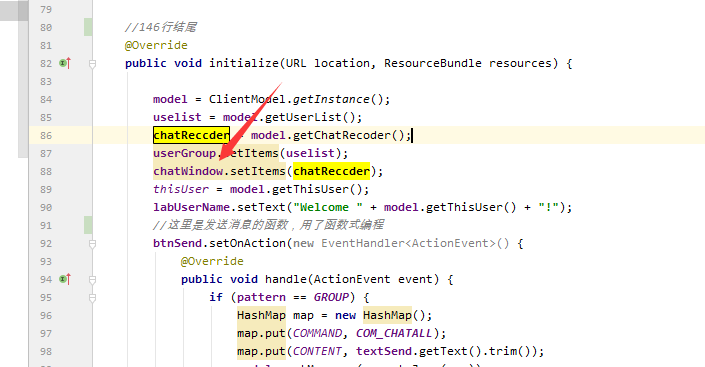 79
80 //146行结尾
81 @Override
82 public void initialize(URL location, ResourceBundle resources) {
83
84 model = ClientModel.getInstance();
85 uselist = model.getUserList();
86 chatReccder = model.getChatRecoder();
87 userGroup.setItems(uselist);
88 chatWindow.setItems(chatReccder);
89 thisUser = model.getThisUser();
90 labUserName.setText("Welcome " + model.getThisUser() + "!");
91 //这里是发送消息的函数，用了函数式编程
92 btnSend.setOnAction(new EventHandler<ActionEvent>() {
93 @Override
94 public void handle(ActionEvent event) {
95 if (pattern == GROUP) {
96 HashMap map = new HashMap();
97 map.put(COMMAND, COM_CHATALL);
98 map.put(CONTENT, textSend.getText().trim());